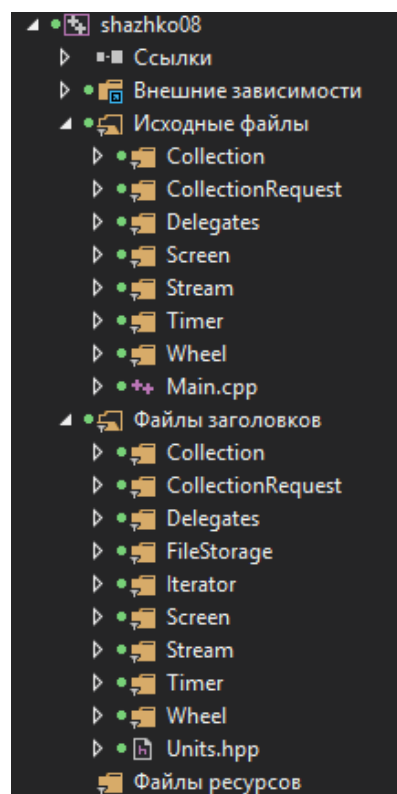 shazhko08
Ссылки
Внешние зависимости
Исходные файлы
Collection
CollectionRequest
Delegates
Screen
Stream
Timer
Wheel
Main.cpp
Файлы заголовков
Collection
CollectionRequest
Delegates
FileStorage
Iterator
Screen
Stream
Timer
Wheel
Units.hpp
Файлы ресурсов